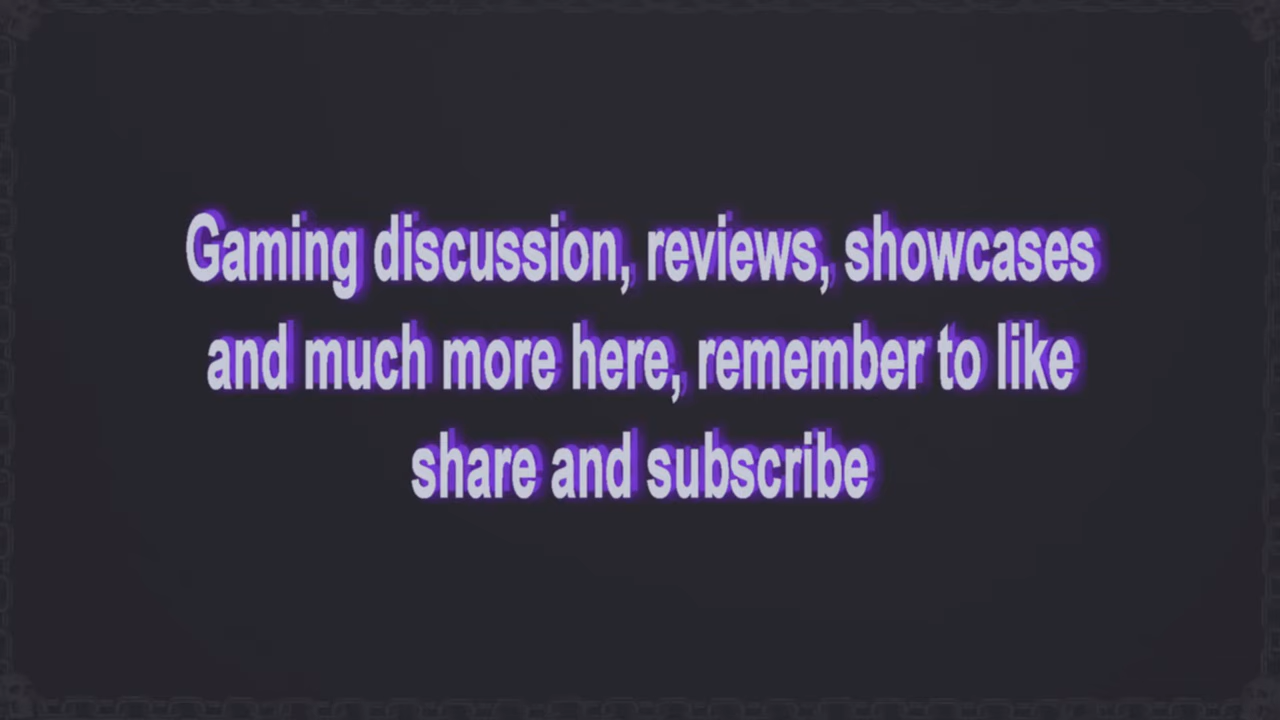 Gaming discussion, reviews, showcases
and much more here, remember to like
share and subscribe